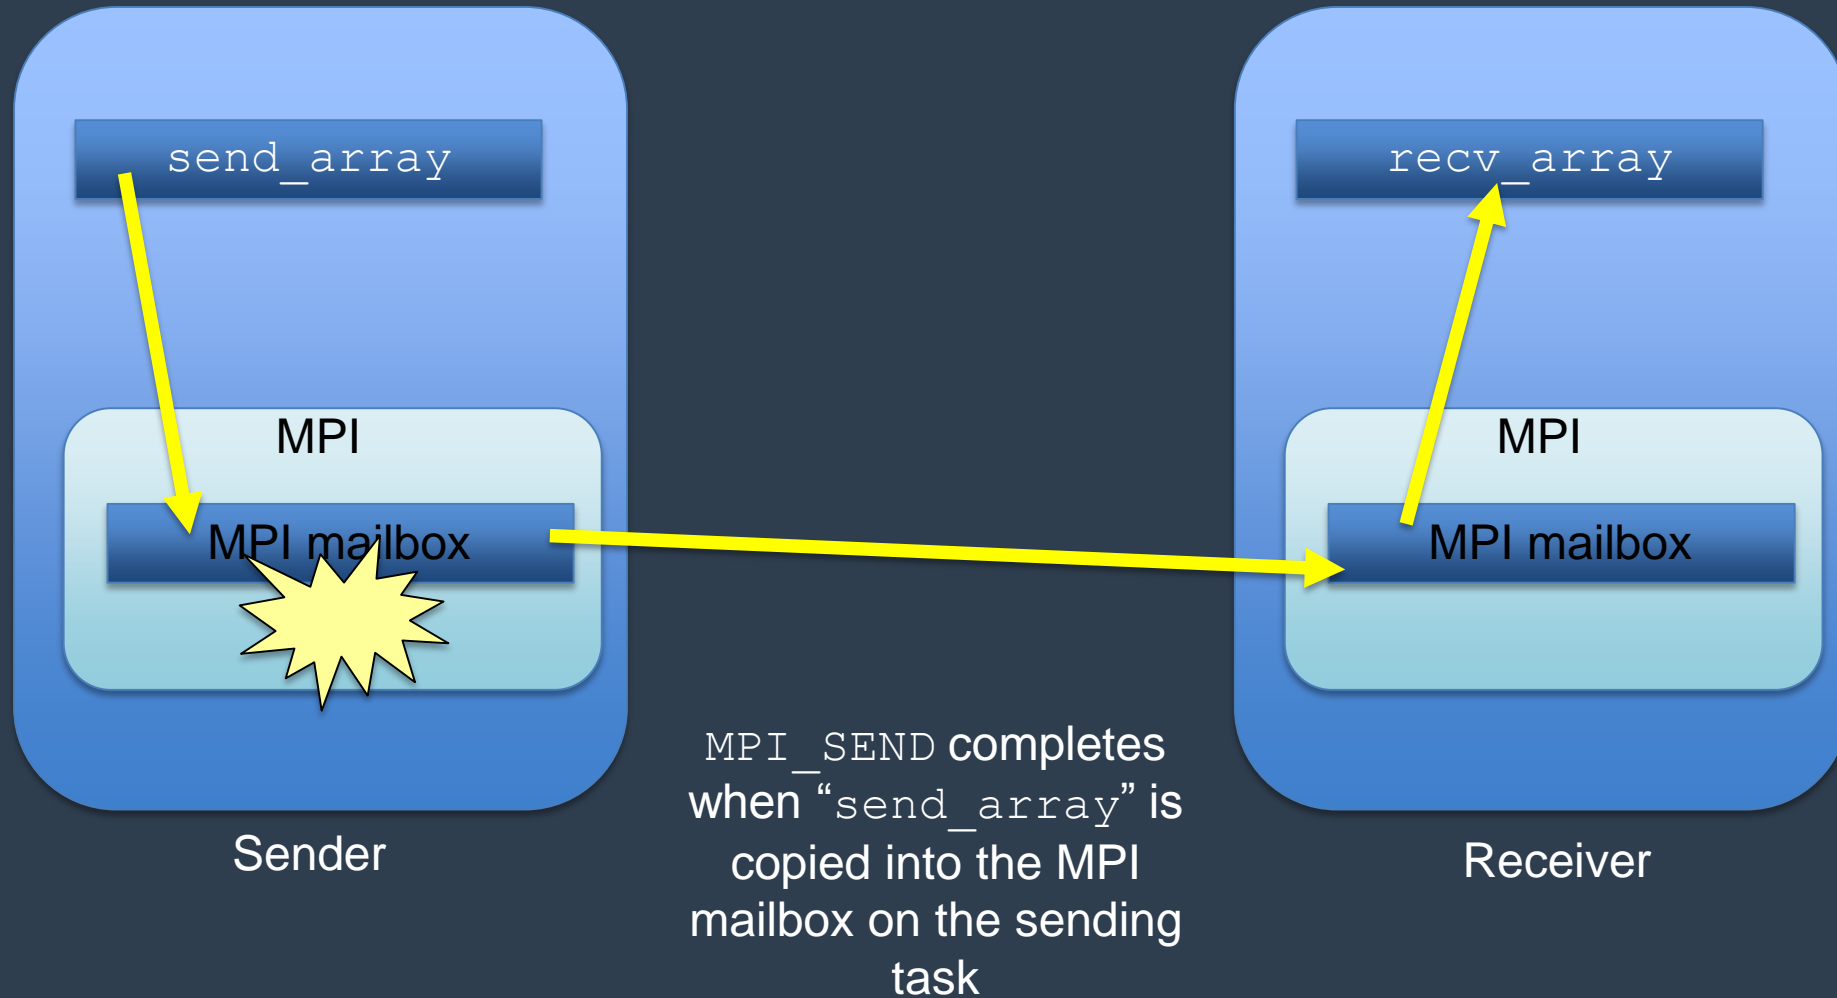 send_array
recv_array
MPI
MPI
MPI mailbox
MPI mailbox
MPI_SEND completes
when “send_array” is
copied into the MPI
mailbox on the sending
task
Sender
Receiver